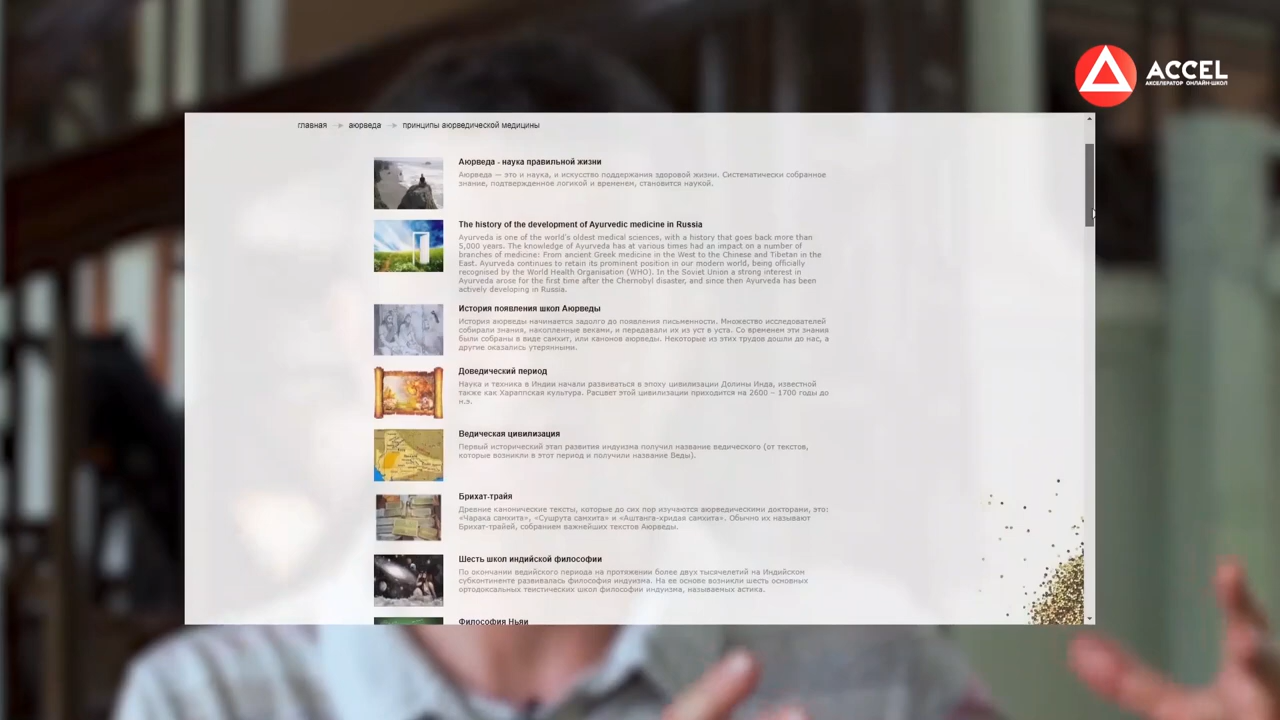 ACCEL
АКСЕЛЕРАТОР ОНЛАЙН-ШКОЛ
главная → аюрведа → принципы аюрведической медицины
Аюрведа - наука правильной жизни
Аюрведа — это и наука, и искусство поддержания здоровой жизни. Систематически собранное
знание, подтвержденное логикой и временем, становится наукой.
The history of the development of Ayurvedic medicine in Russia
Ayurveda is one of the world's oldest medical sciences, with a history that goes back more than
5,000 years. The knowledge of Ayurveda has at various times had an impact on a number of
branches of medicine: From ancient Greek medicine in the West to the Chinese and Tibetan in the
East. Ayurveda continues to retain its prominent position in our modern world, being officially
recognised by the World Health Organisation (WHO). In the Soviet Union a strong interest in
Ayurveda arose for the first time after the Chernobyl disaster, and since then Ayurveda has been
actively developing in Russia.
История появления школ Аюрведы
История аюрведы начинается задолго до появления письменности. Множество исследователей
собирали знания, накопленные веками, и передавали их из уст в уста. Со временем эти знания
были собраны в виде самхит, или канонов аюрведы. Некоторые из этих трудов дошли до нас, а
другие оказались утерянными.
Доведический период
Наука и техника в Индии начали развиваться в эпоху цивилизации Долины Инда, известной
также как Хараппская культура. Расцвет этой цивилизации приходится на 2600 – 1700 годы до
н.э.
Ведическая цивилизация
Первый исторический этап развития индуизма получил название ведического (от текстов,
которые возникли в этот период и получили название Веды).
Брихат-трайя
Древние канонические тексты, которые до сих пор изучаются аюрведическими докторами, это:
«Чарака самхита», «Сушрута самхита» и «Аштанга-хридая самхита». Обычно их называют
Брихат-трайей, собранием важнейших текстов Аюрведы.
Шесть школ индийской философии
По окончании ведийского периода на протяжении более двух тысячелетий на Индийском
субконтиненте развивалась философия индуизма. На ее основе возникли шесть основных
ортодоксальных теистических школ философии индуизма, называемых астика.
Философия Ньяи